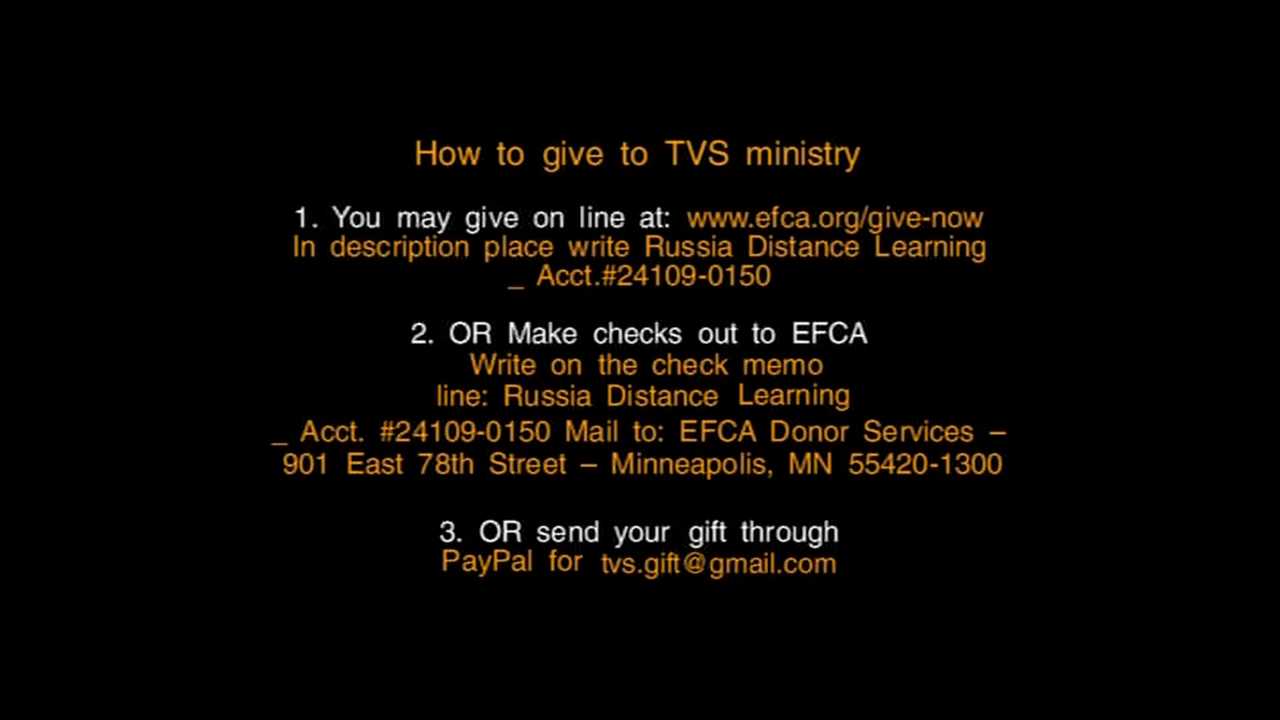 How to give to TVS ministry
1. You may give on line at: www.efca.org/give-now
In description place write Russia Distance Learning
_ Acct.#24109-0150
2. OR Make checks out to EFCA
Write on the check memo
line: Russia Distance Learning
_ Acct. #24109-0150 Mail to: EFCA Donor Services –
901 East 78th Street – Minneapolis, MN 55420-1300
3. OR send your gift through
PayPal for tvs.gift@gmail.com